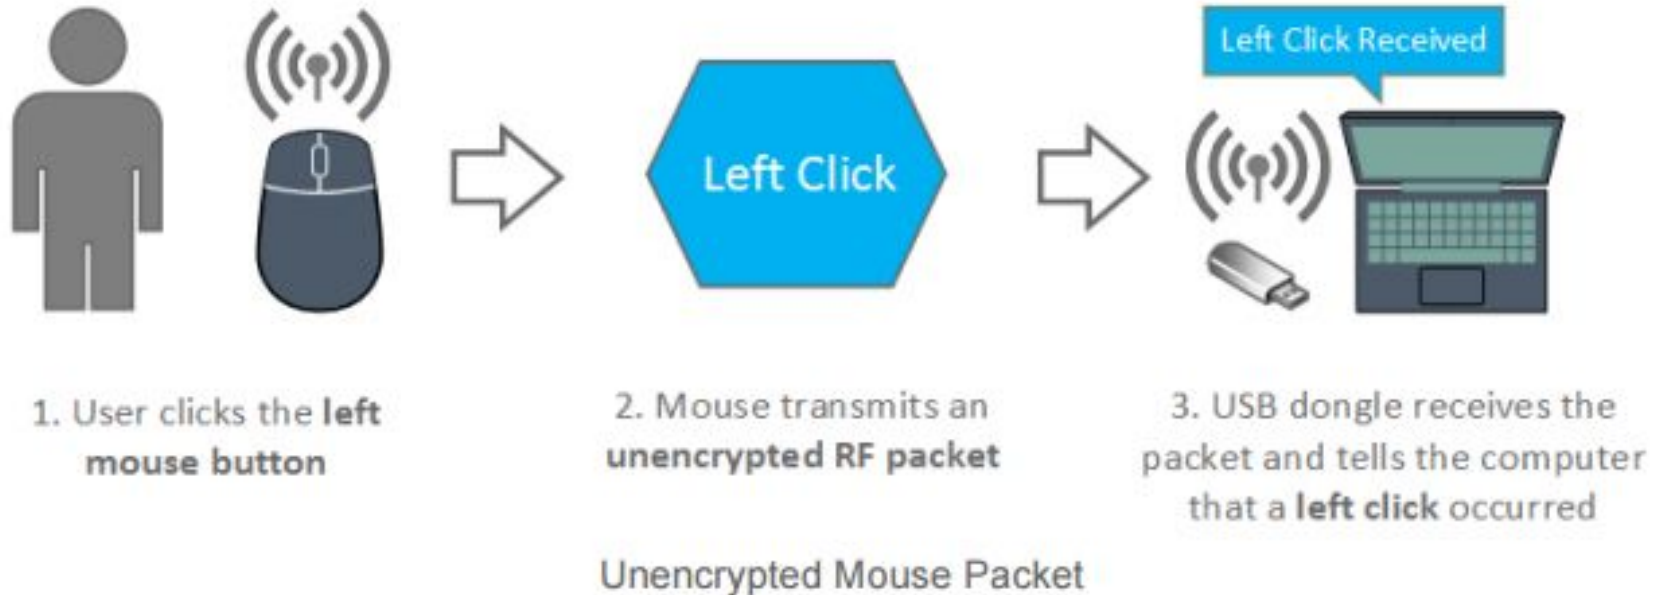 Left Click Received
Left Click
1. User clicks the left
mouse button
2. Mouse transmits an
unencrypted RF packet
3. USB dongle receives the
packet and tells the computer
that a left click occurred
Unencrypted Mouse Packet